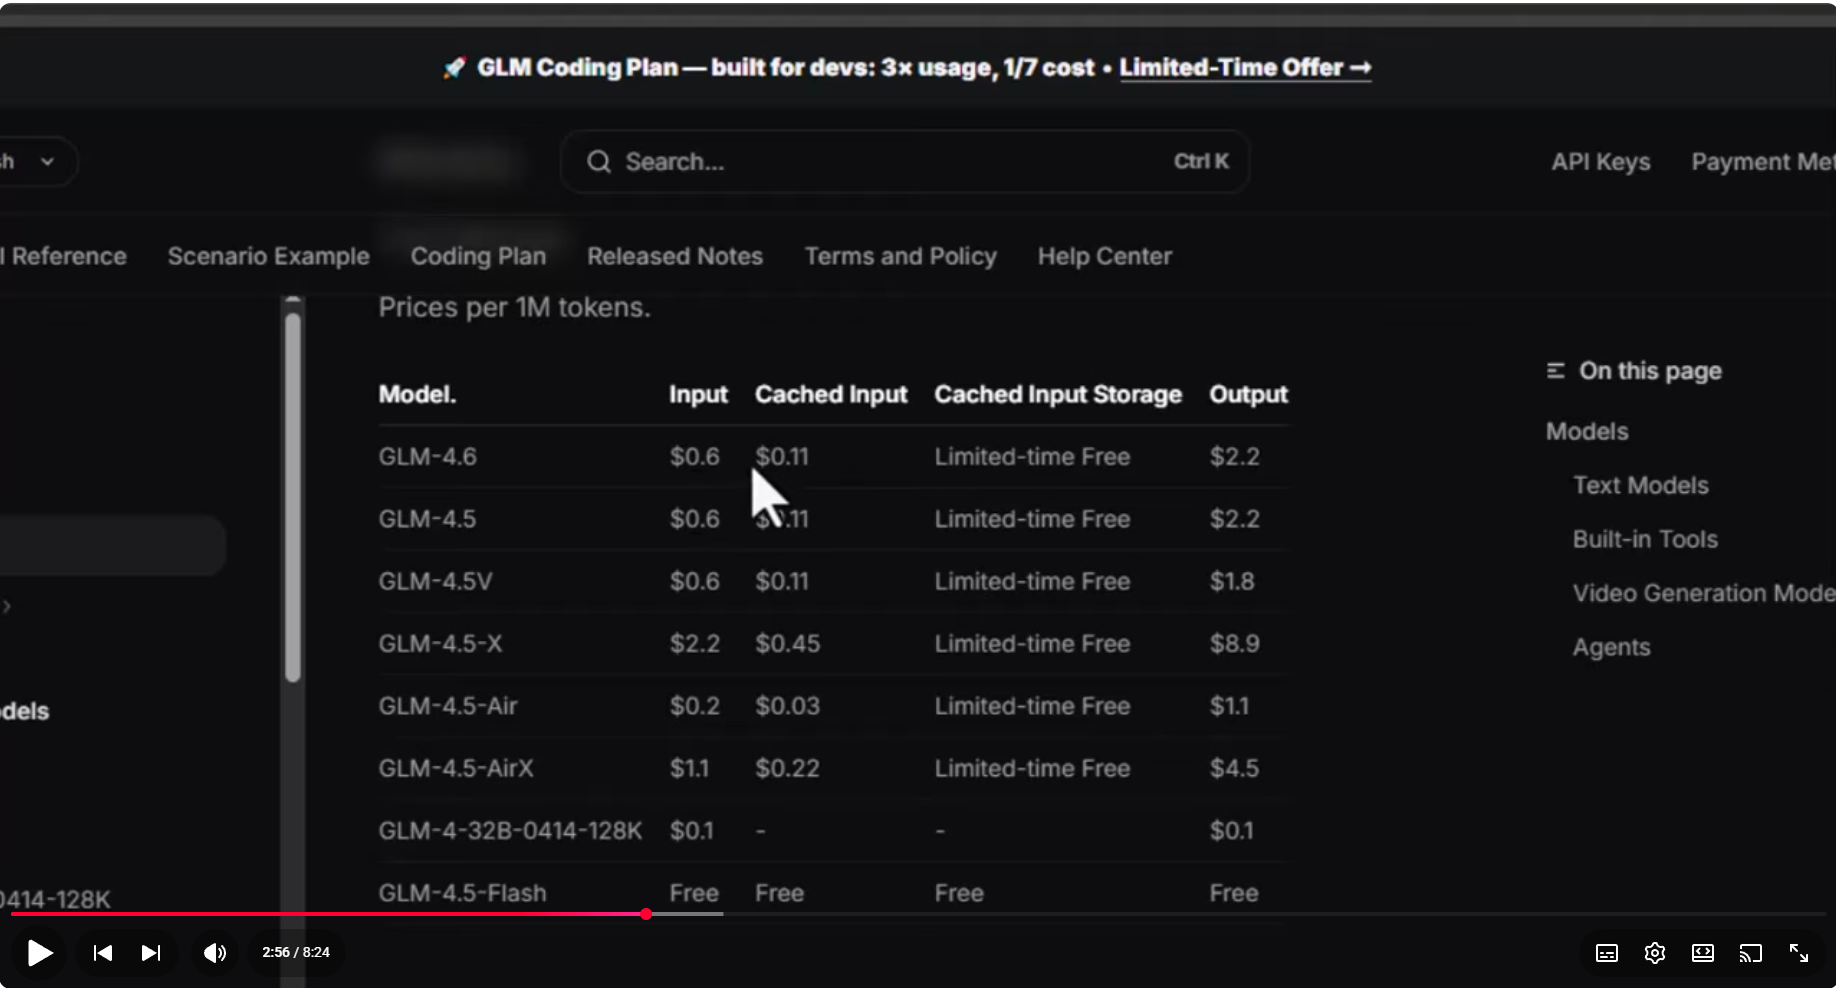 🚀 GLM Coding Plan — built for devs: 3× usage, 1/7 cost • Limited-Time Offer →
Search...
Ctrl K
API Keys
Payment Met
Reference
Scenario Example
Coding Plan
Released Notes
Terms and Policy
Help Center
Prices per 1M tokens.
Model. Input Cached Input Cached Input Storage Output
GLM-4.6 $0.6 $0.11 Limited-time Free $2.2
GLM-4.5 $0.6 $0.11 Limited-time Free $2.2
GLM-4.5V $0.6 $0.11 Limited-time Free $1.8
GLM-4.5-X $2.2 $0.45 Limited-time Free $8.9
GLM-4.5-Air $0.2 $0.03 Limited-time Free $1.1
GLM-4.5-AirX $1.1 $0.22 Limited-time Free $4.5
GLM-4-32B-0414-128K $0.1 - - $0.1
GLM-4.5-Flash Free Free Free Free
On this page
Models
Text Models
Built-in Tools
Video Generation Mode
Agents
dels
0414-128K
2:56 / 8:24